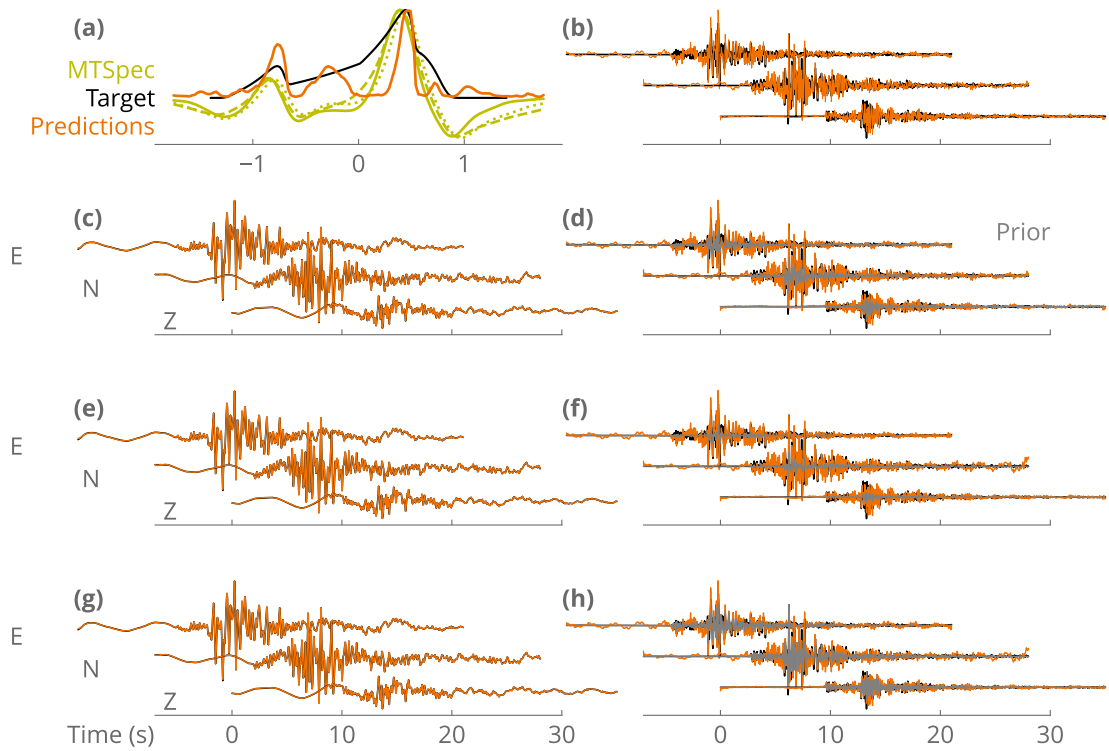 (a)
MTSpec
Target
Predictions
−1 0 1
(b)
(c)
E
N
Z
(d)
Prior
(e)
E
N
Z
(f)
(g)
E
N
Z
(h)
Time (s) 0 10 20 30
0 10 20 30